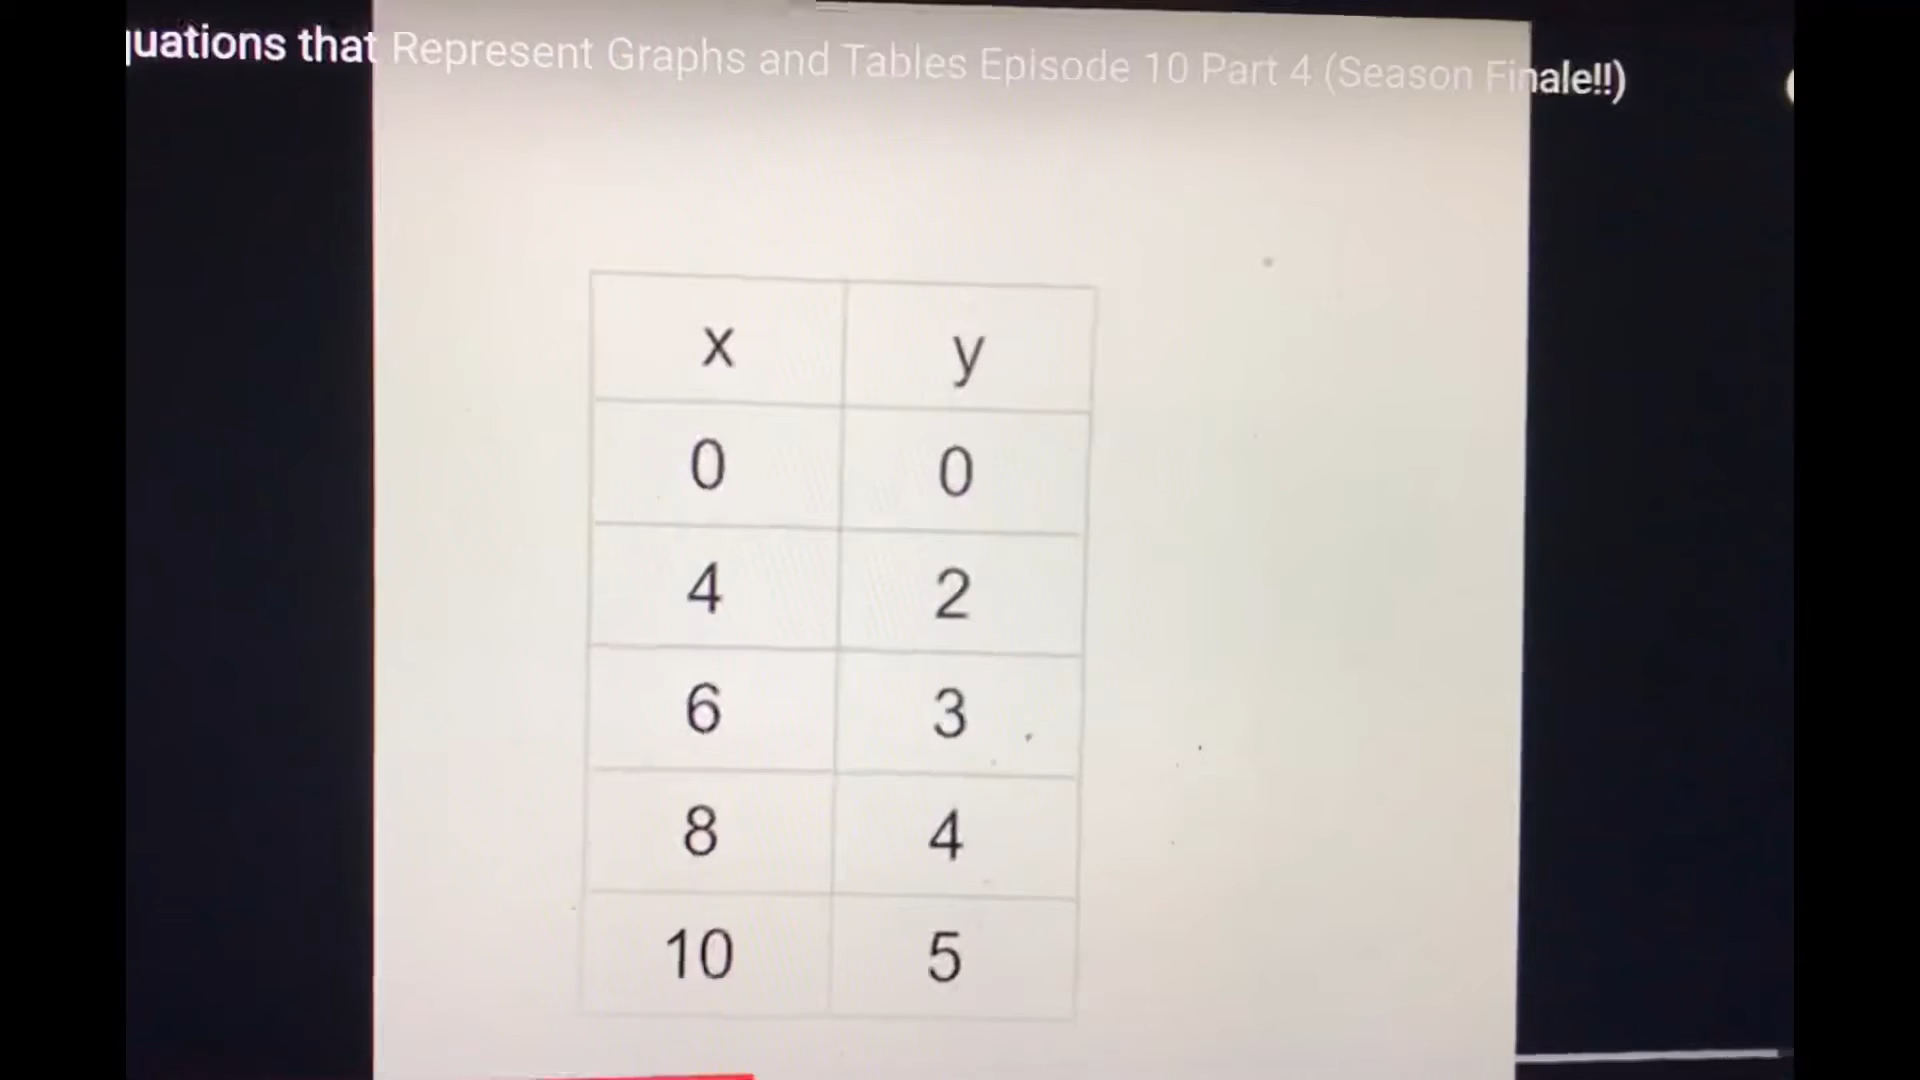 quations that Represent Graphs and Tables Episode 10 Part 4 (Season Finale!!)
x y
0 0
4 2
6 3
8 4
10 5